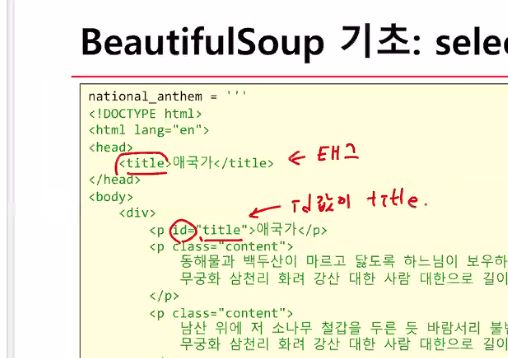 BeautifulSoup 기초: selec
national_anthem = '''
<!DOCTYPE html>
<html lang="en">
<head>
<title>애국가</title> ← 태그
</head>
<body>
<div>
id값이 title.
<p id="title">애국가</p>
<p class="content">
동해물과 백두산이 마르고 닳도록 하느님이 보우하
무궁화 삼천리 화려 강산 대한 사람 대한으로 길이
</p>
<p class="content">
남산 위에 저 소나무 철갑을 두른 듯 바람서리 불변
무궁화 삼천리 화려 강산 대한 사람 대한으로 길이